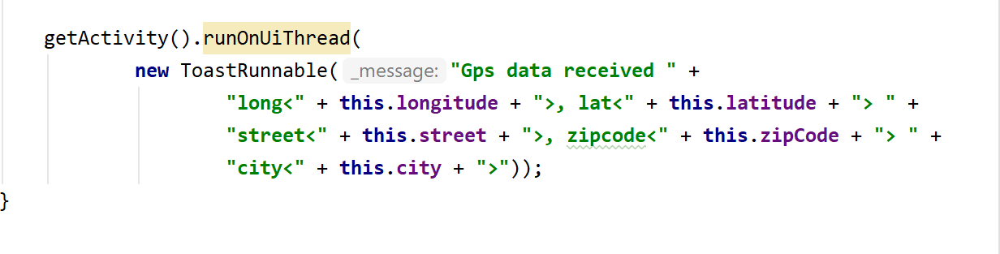 getActivity().runOnUiThread(
new ToastRunnable( _message: "Gps data received " +
"long<" + this.longitude + ">, lat<" + this.latitude + "> " +
"street<" + this.street + ">, zipcode<" + this.zipCode + "> " +
"city<" + this.city + ">"));
}